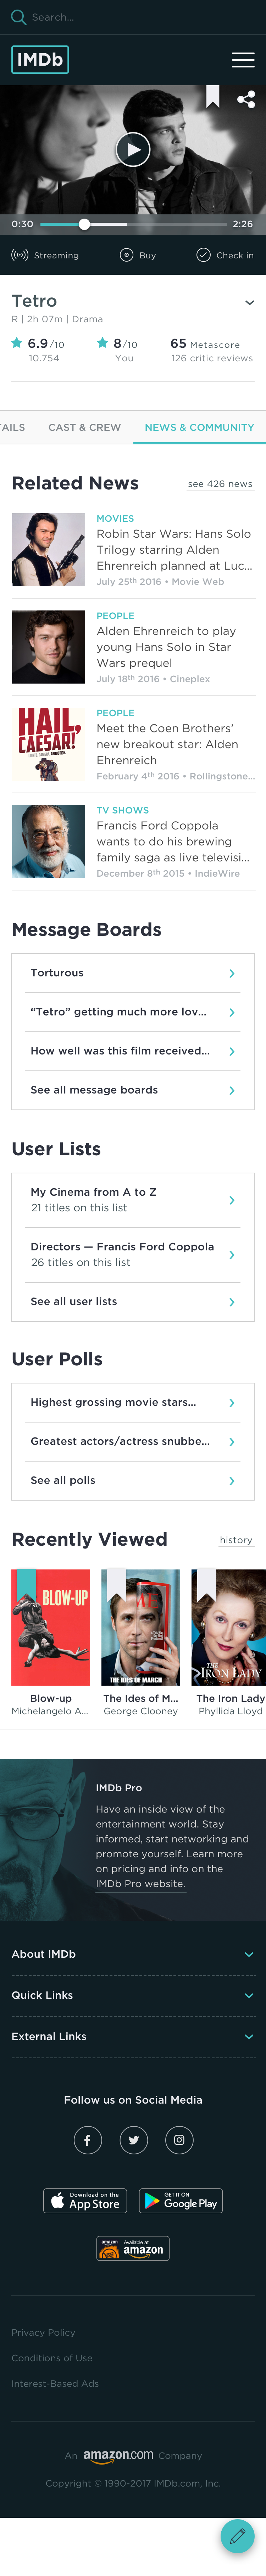 Search...
IMDb
0:30
2:26
Streaming
Buy
Check in
Tetro
R | 2h 07m | Drama
6.9/10
8/10
65 Metascore
10.754
You
126 critic reviews
AILS
CAST & CREW
NEWS & COMMUNITY
Related News
see 426 news
MOVIES
Robin Star Wars: Hans Solo
Trilogy starring Alden
Ehrenreich planned at Luc...
July 25th 2016 • Movie Web
PEOPLE
Alden Ehrenreich to play
young Hans Solo in Star
Wars prequel
July 18th 2016 • Cineplex
HAIL,
CAESAR!
PEOPLE
Meet the Coen Brothers’
new breakout star: Alden
Ehrenreich
February 4th 2016 • Rollingstone...
TV SHOWS
Francis Ford Coppola
wants to do his brewing
family saga as live televisi...
December 8th 2015 • IndieWire
Message Boards
Torturous
“Tetro” getting much more lov...
How well was this film received...
See all message boards
User Lists
My Cinema from A to Z
21 titles on this list
Directors — Francis Ford Coppola
26 titles on this list
See all user lists
User Polls
Highest grossing movie stars...
Greatest actors/actress snubbe...
See all polls
Recently Viewed
history
BLOW-UP
THE IDES OF MARCH
THE IRON LADY
Blow-up
The Ides of M...
The Iron Lady
Michelangelo A...
George Clooney
Phyllida Lloyd
IMDb Pro
Have an inside view of the
entertainment world. Stay
informed, start networking and
promote yourself. Learn more
on pricing and info on the
IMDb Pro website.
About IMDb
Quick Links
External Links
Follow us on Social Media
Download on the
App Store
GET IT ON
Google Play
amazon
Available at
amazon
Privacy Policy
Conditions of Use
Interest-Based Ads
An amazon.com Company
Copyright © 1990-2017 IMDb.com, Inc.